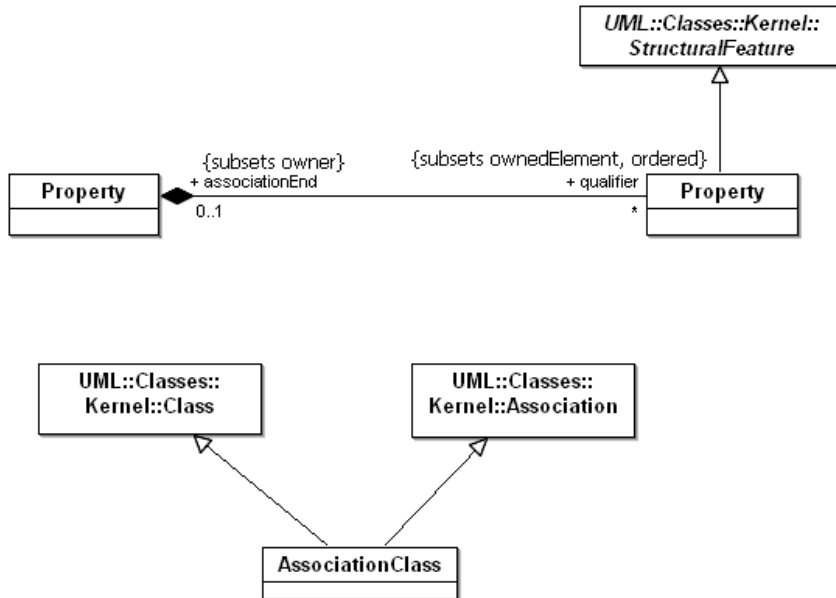 UML::Classes::Kernel::
StructuralFeature
{subsets owner}
{subsets ownedElement, ordered}
+ associationEnd
+ qualifier
Property
Property
0..1
*
UML::Classes::
Kernel::Class
UML::Classes::
Kernel::Association
AssociationClass